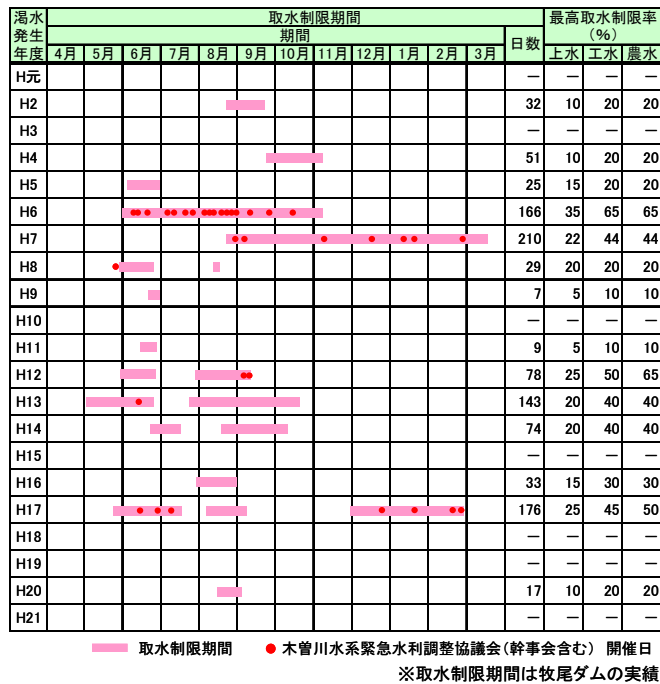 渇水発生年度 取水制限期間 最高取水制限率(%)
期間 日数 上水 工水 農水
4月 5月 6月 7月 8月 9月 10月 11月 12月 1月 2月 3月
H元 － － － －
H2 32 10 20 20
H3 － － － －
H4 51 10 20 20
H5 25 15 20 20
H6 166 35 65 65
H7 210 22 44 44
H8 29 20 20 20
H9 7 5 10 10
H10 － － － －
H11 9 5 10 10
H12 78 25 50 65
H13 143 20 40 40
H14 74 20 40 40
H15 － － － －
H16 33 15 30 30
H17 176 25 45 50
H18 － － － －
H19 － － － －
H20 17 10 20 20
H21 － － － －
取水制限期間 ● 木曽川水系緊急水利調整協議会(幹事会含む) 開催日
※取水制限期間は牧尾ダムの実績